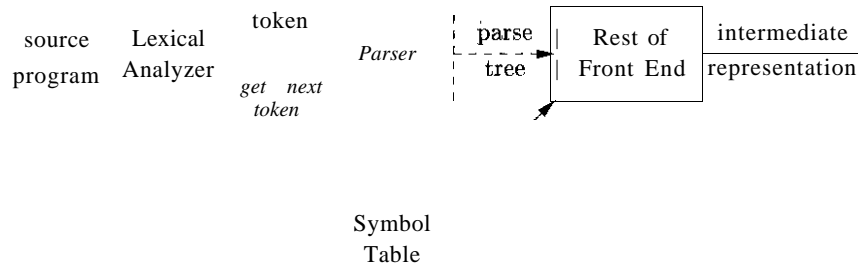 source
program
Lexical
Analyzer
token
get next
token
Parser
parse
tree
Rest of
Front End
intermediate
representation
Symbol
Table